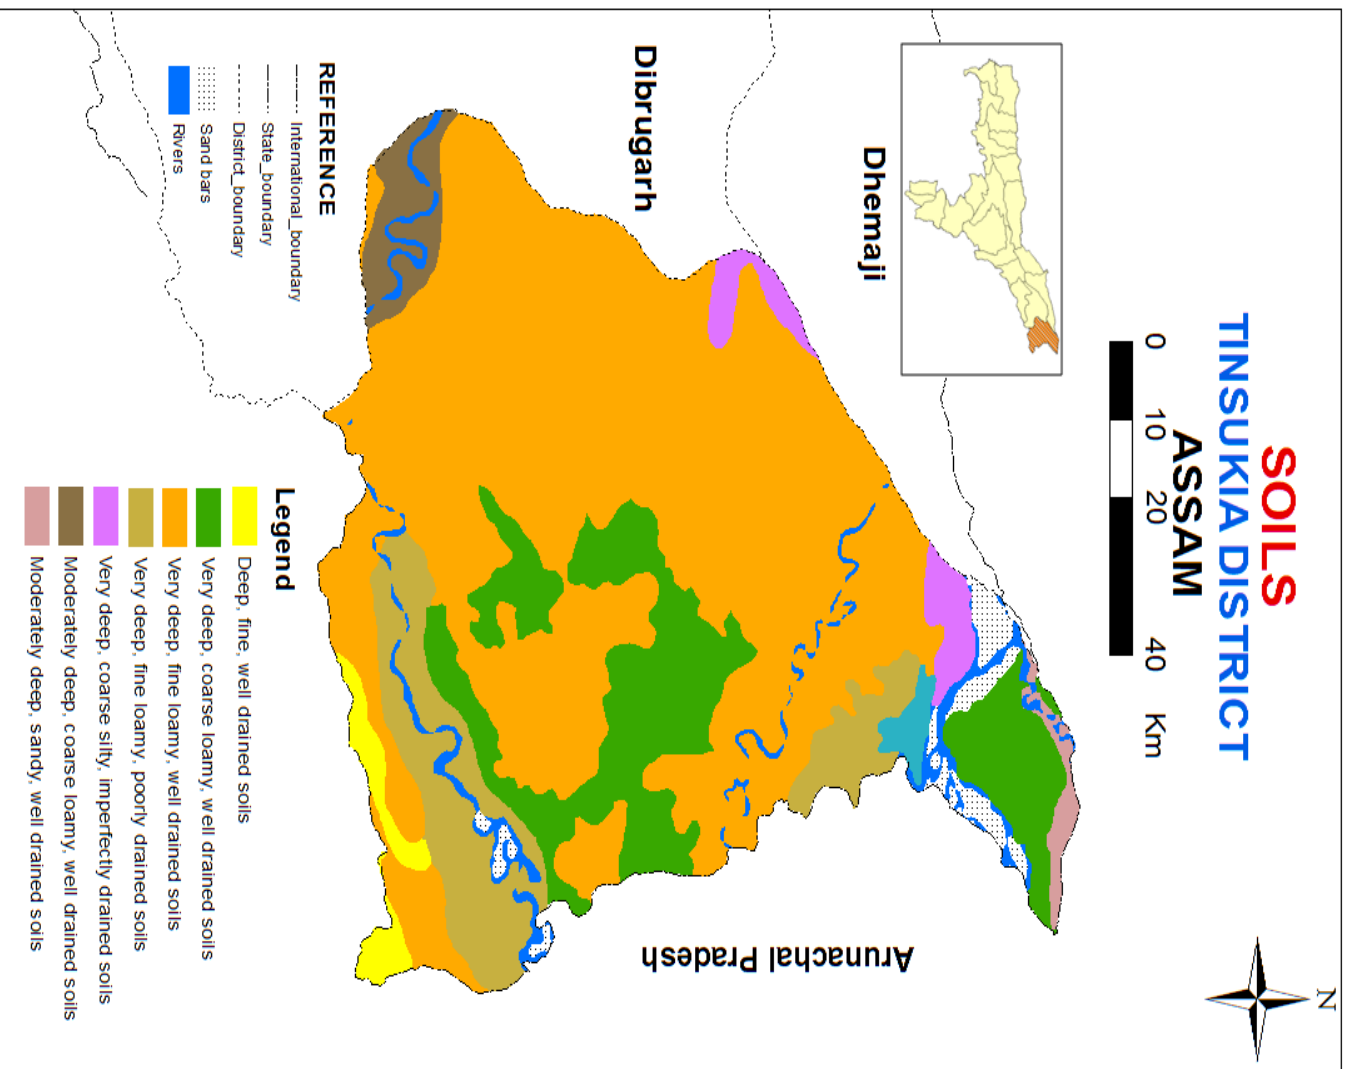 SOILS
TINSUKIA DISTRICT
ASSAM
N
0 10 20 40 Km
Dhemaji
Dibrugarh
Arunachal Pradesh
REFERENCE
International_boundary
State_boundary
District_boundary
Sand bars
Rivers
Legend
Deep, fine, well drained soils
Very deep, coarse loamy, well drained soils
Very deep, fine loamy, well drained soils
Very deep, fine loamy, poorly drained soils
Very deep, coarse silty, imperfectly drained soils
Moderately deep, coarse loamy, well drained soils
Moderately deep, sandy, well drained soils